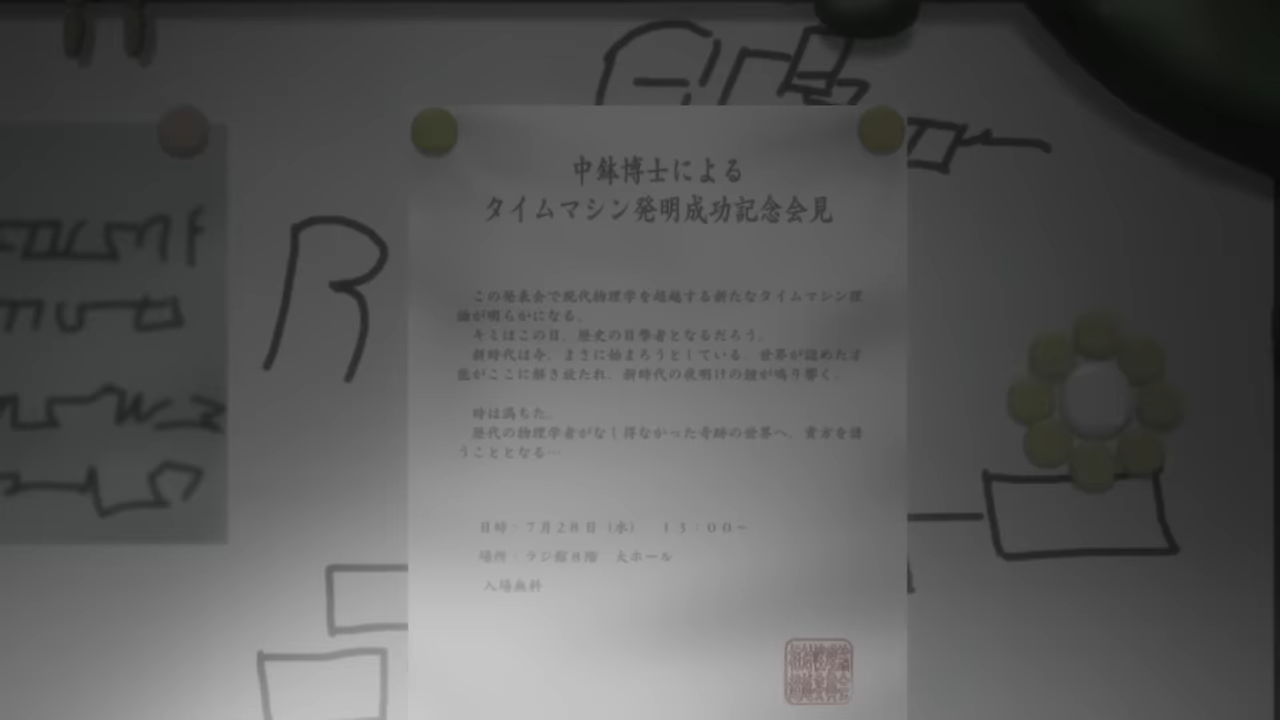 中鉢博士による
タイムマシン発明成功記念会見
この発表会で現代物理学を超越する新たなタイムマシン理
論が明らかになる。
キミはこの日、歴史の目撃者となるだろう。
新時代は今、まさに始まろうとしている。世界が認めた才
能がここに解き放たれ、新時代の夜明けの鐘が鳴り響く。
時は満ちた。
歴代の物理学者がなし得なかった奇跡の世界へ、貴方を誘
うこととなる…
日時：7月28日（水）　13：00～
場所：ラジ館8階　大ホール
入場無料
R